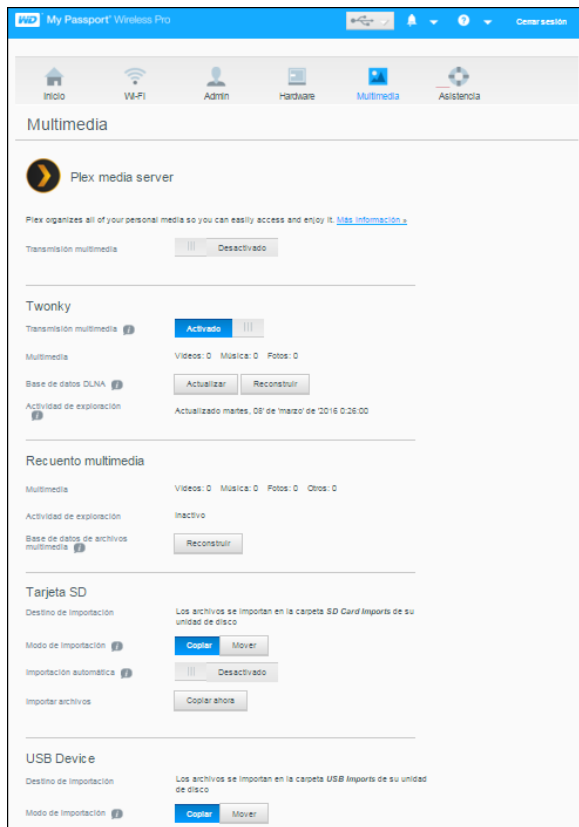 WD My Passport® Wireless Pro
Cerrar sesión
Inicio
Wi-Fi
Admin
Hardware
Multimedia
Asistencia
Multimedia
Plex media server
Plex organizes all of your personal media so you can easily access and enjoy it. Más información »
Transmisión multimedia Desactivado
Twonky
Transmisión multimedia Activado
Multimedia Vídeos: 0 Música: 0 Fotos: 0
Base de datos DLNA Actualizar Reconstruir
Actividad de exploración Actualizado martes, 08' de 'marzo' de '2016 0:26:00
Recuento multimedia
Multimedia Vídeos: 0 Música: 0 Fotos: 0 Otros: 0
Actividad de exploración Inactivo
Base de datos de archivos
multimedia Reconstruir
Tarjeta SD
Destino de importación Los archivos se importan en la carpeta SD Card Imports de su
unidad de disco
Modo de importación Copiar Mover
Importación automática Desactivado
Importar archivos Copiar ahora
USB Device
Destino de importación Los archivos se importan en la carpeta USB Imports de su unidad
de disco
Modo de importación Copiar Mover